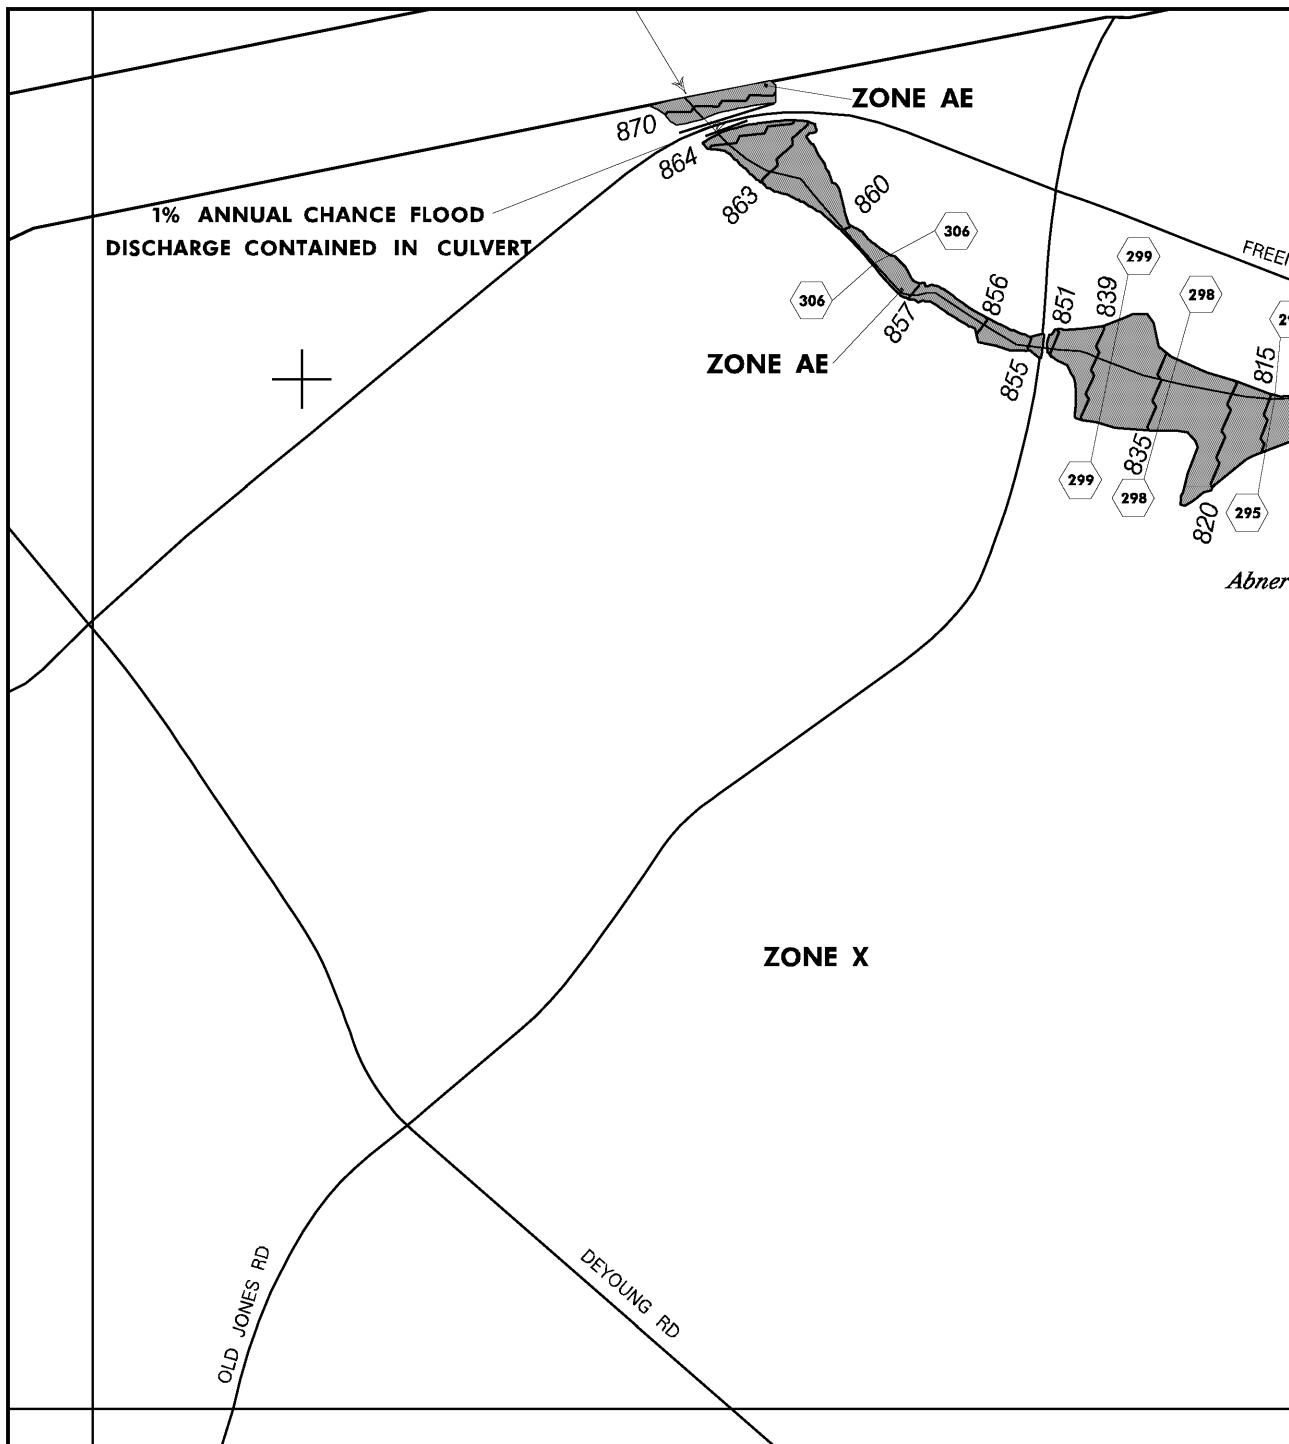 ZONE AE
870
864
863
860
1% ANNUAL CHANCE FLOOD
DISCHARGE CONTAINED IN CULVERT
306
306
857
856
855
ZONE AE
851
839
299
298
815
835
299
298
820
295
Abner
ZONE X
OLD JONES RD
DEYOUNG RD